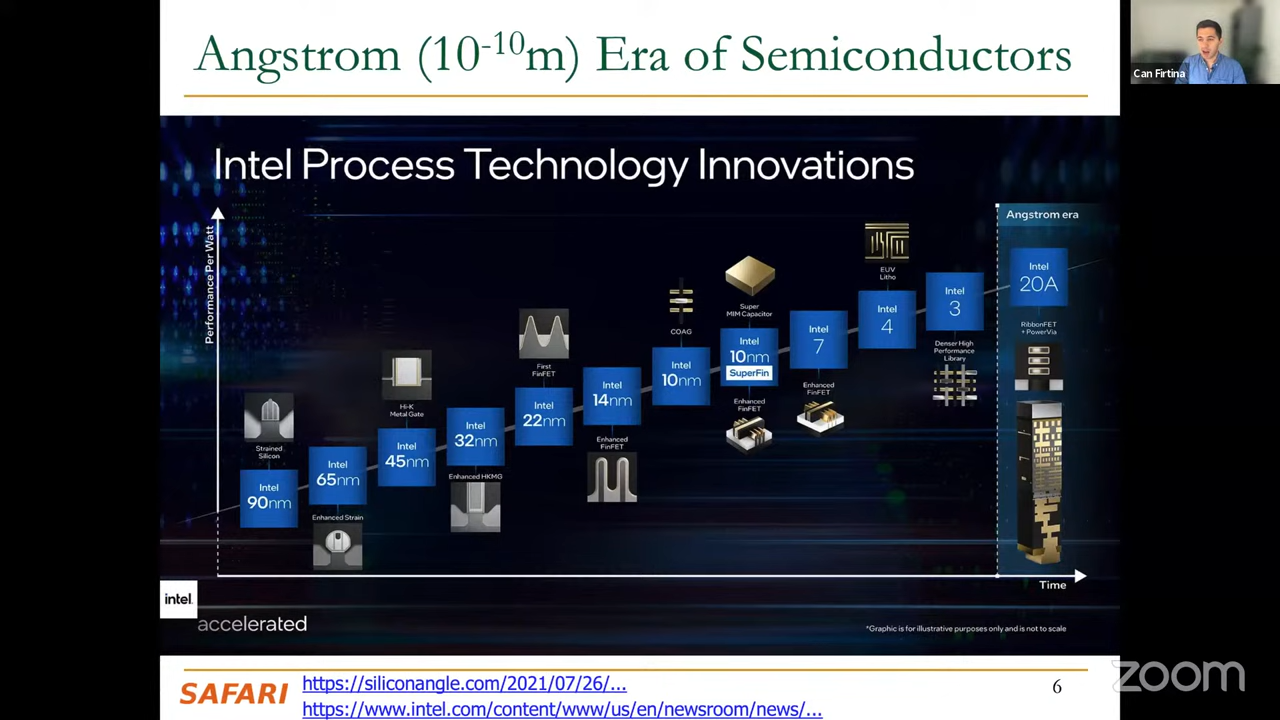 Angstrom (10-10m) Era of Semiconductors
Can Firtina
Intel Process Technology Innovations
Performance Per Watt
Angstrom era
Strained
Silicon
Intel
90nm
Intel
65nm
Enhanced Strain
Hi-K
Metal Gate
Intel
45nm
Intel
32nm
Enhanced HKMG
First
FinFET
Intel
22nm
Intel
14nm
Enhanced
FinFET
COAG
Intel
10nm
Super
MIM Capacitor
Intel
10nm
SuperFin
Enhanced
FinFET
Intel
7
Enhanced
FinFET
EUV
Litho
Intel
4
Intel
3
Denser High
Performance
Library
Intel
20A
RibbonFET
+ PowerVia
Time
intel.
accelerated
*Graphic is for illustrative purposes only and is not to scale
SAFARI
https://siliconangle.com/2021/07/26/...
https://www.intel.com/content/www/us/en/newsroom/news/...
6
zoom